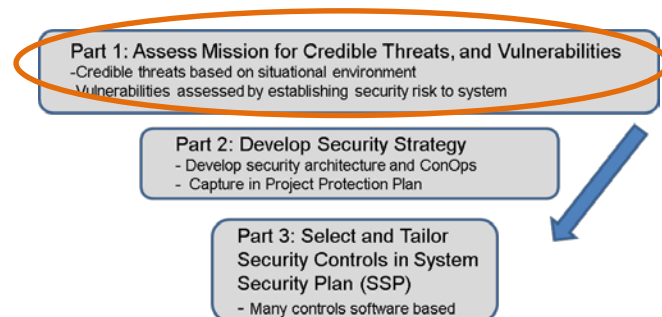 Part 1: Assess Mission for Credible Threats, and Vulnerabilities
-Credible threats based on situational environment
-Vulnerabilities assessed by establishing security risk to system
Part 2: Develop Security Strategy
- Develop security architecture and ConOps
- Capture in Project Protection Plan
Part 3: Select and Tailor
Security Controls in System
Security Plan (SSP)
- Many controls software based